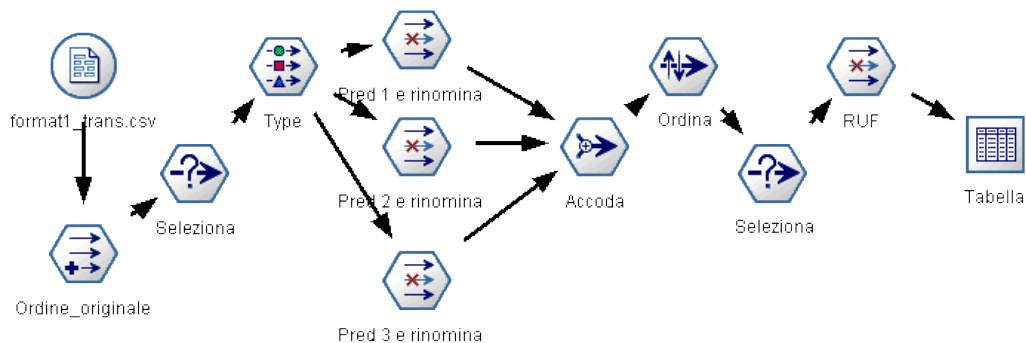 format1_trans.csv
Ordine_originale
Seleziona
Type
Pred 1 e rinomina
Pred 2 e rinomina
Pred 3 e rinomina
Accoda
Ordina
Seleziona
RUF
Tabella